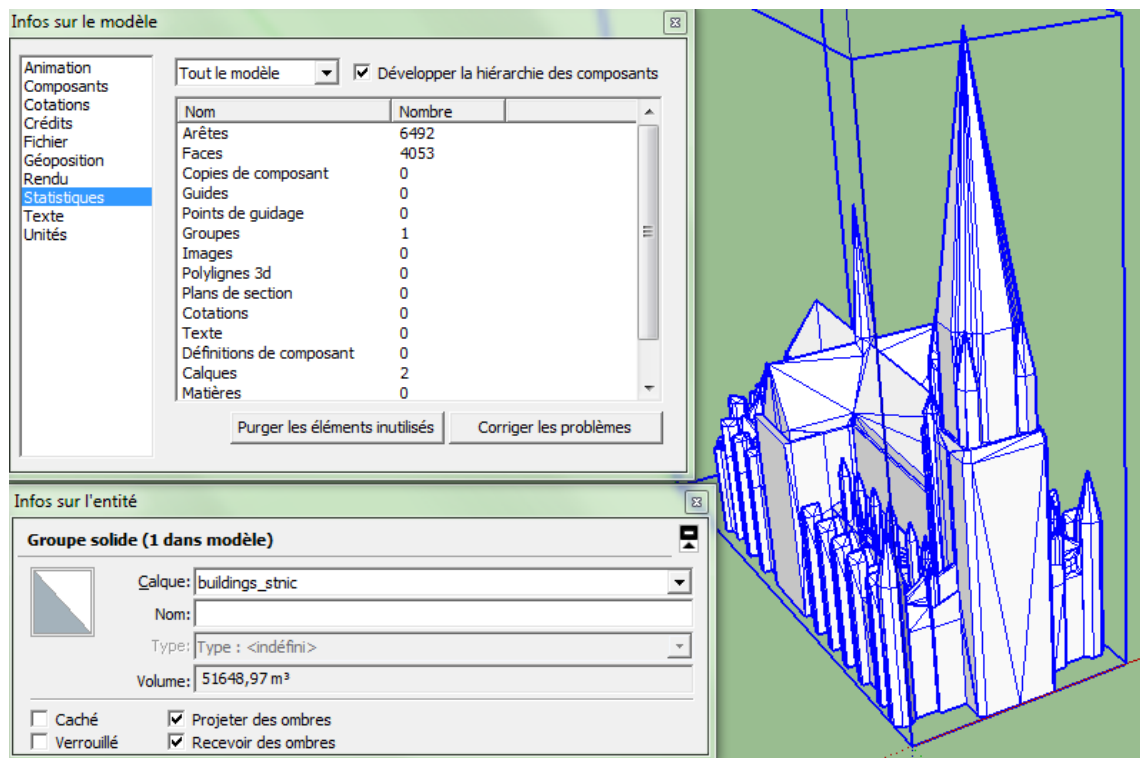 Infos sur le modèle
Animation
Composants
Cotations
Crédits
Fichier
Géoposition
Rendu
Statistiques
Texte
Unités
Tout le modèle Développer la hiérarchie des composants
Nom Nombre
Arêtes 6492
Faces 4053
Copies de composant 0
Guides 0
Points de guidage 0
Groupes 1
Images 0
Polylignes 3d 0
Plans de section 0
Cotations 0
Texte 0
Définitions de composant 0
Calques 2
Matières 0
Purger les éléments inutilisés Corriger les problèmes
Infos sur l'entité
Groupe solide (1 dans modèle)
Calque: buildings_stnic
Nom:
Type: Type : <indéfini>
Volume: 51648,97 m³
Caché Projeter des ombres
Verrouillé Recevoir des ombres